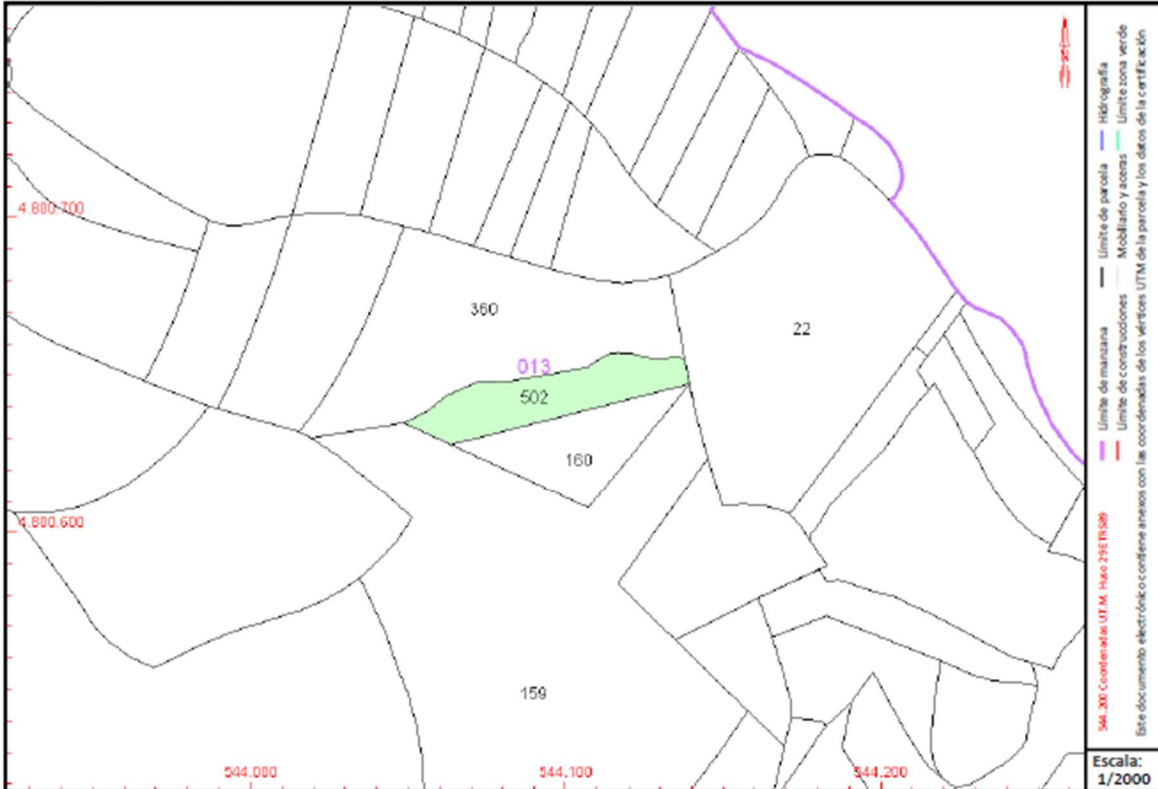 4.800.700
360
22
013
502
160
4.800.600
159
544.000
544.100
544.200
544.200 Coordenadas U.T.M. Huso 29 ETRS89
Límite de manzana
Límite de parcela
Hidrografía
Límite de construcciones
Mobiliario y aceras
Límite zona verde
Este documento electrónico contiene anexos con las coordenadas de los vértices UTM de la parcela y los datos de la certificación
Escala:
1/2000